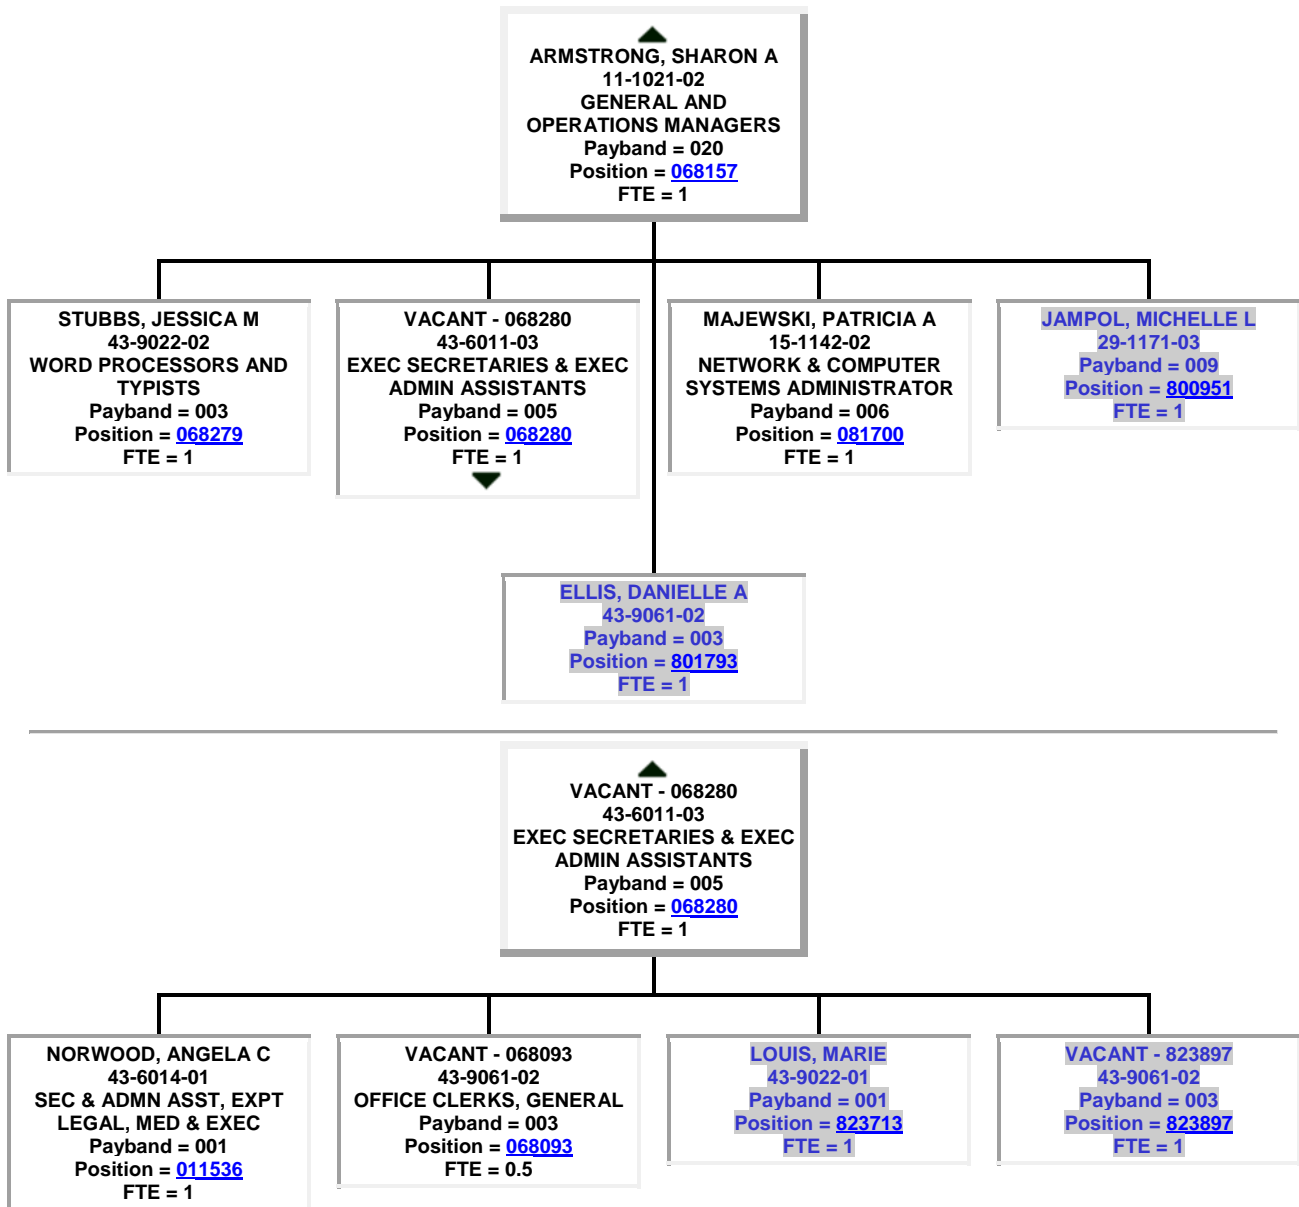 ARMSTRONG, SHARON A
11-1021-02
GENERAL AND
OPERATIONS MANAGERS
Payband = 020
Position = 068157
FTE = 1
STUBBS, JESSICA M
43-9022-02
WORD PROCESSORS AND
TYPISTS
Payband = 003
Position = 068279
FTE = 1
VACANT - 068280
43-6011-03
EXEC SECRETARIES & EXEC
ADMIN ASSISTANTS
Payband = 005
Position = 068280
FTE = 1
MAJEWSKI, PATRICIA A
15-1142-02
NETWORK & COMPUTER
SYSTEMS ADMINISTRATOR
Payband = 006
Position = 081700
FTE = 1
JAMPOL, MICHELLE L
29-1171-03
Payband = 009
Position = 800951
FTE = 1
ELLIS, DANIELLE A
43-9061-02
Payband = 003
Position = 801793
FTE = 1
VACANT - 068280
43-6011-03
EXEC SECRETARIES & EXEC
ADMIN ASSISTANTS
Payband = 005
Position = 068280
FTE = 1
NORWOOD, ANGELA C
43-6014-01
SEC & ADMN ASST, EXPT
LEGAL, MED & EXEC
Payband = 001
Position = 011536
FTE = 1
VACANT - 068093
43-9061-02
OFFICE CLERKS, GENERAL
Payband = 003
Position = 068093
FTE = 0.5
LOUIS, MARIE
43-9022-01
Payband = 001
Position = 823713
FTE = 1
VACANT - 823897
43-9061-02
Payband = 003
Position = 823897
FTE = 1